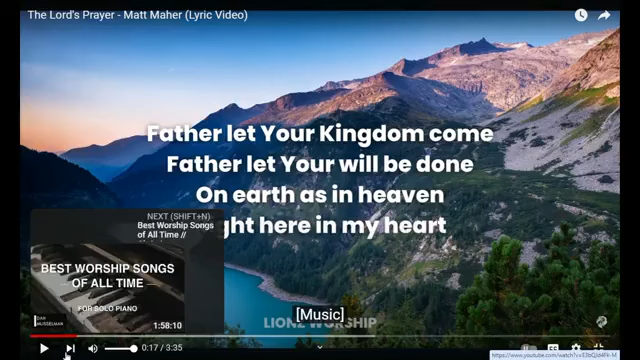 The Lord's Prayer - Matt Maher (Lyric Video)
Father let Your Kingdom come
Father let Your will be done
On earth as in heaven
ght here in my heart
NEXT (SHIFT+N)
Best Worship Songs
of All Time //
BEST WORSHIP SONGS
OF ALL TIME
FOR SOLO PIANO
DAN
MUSSELMAN
1:58:10
[Music]
LIONZ WORSHIP
0:17 / 3:35